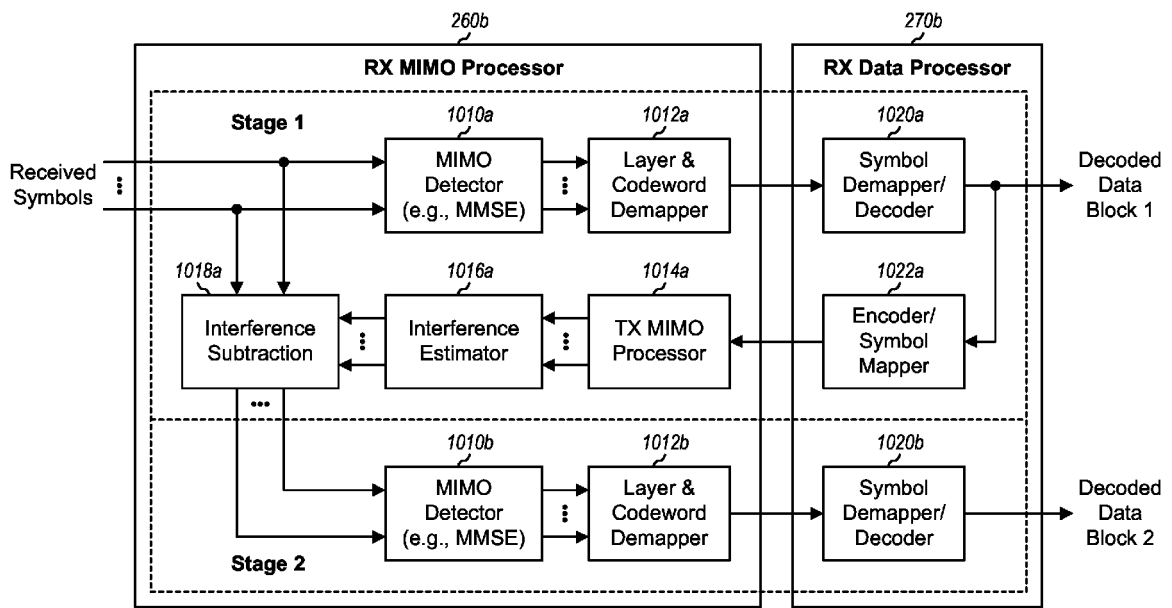 260b
270b
RX MIMO Processor
RX Data Processor
Stage 1
1010a
1012a
1020a
Received
Symbols
MIMO
Detector
(e.g., MMSE)
Layer &
Codeword
Demapper
Symbol
Demapper/
Decoder
Decoded
Data
Block 1
1018a
1016a
1014a
1022a
Interference
Subtraction
Interference
Estimator
TX MIMO
Processor
Encoder/
Symbol
Mapper
1010b
1012b
1020b
MIMO
Detector
(e.g., MMSE)
Layer &
Codeword
Demapper
Symbol
Demapper/
Decoder
Decoded
Data
Block 2
Stage 2